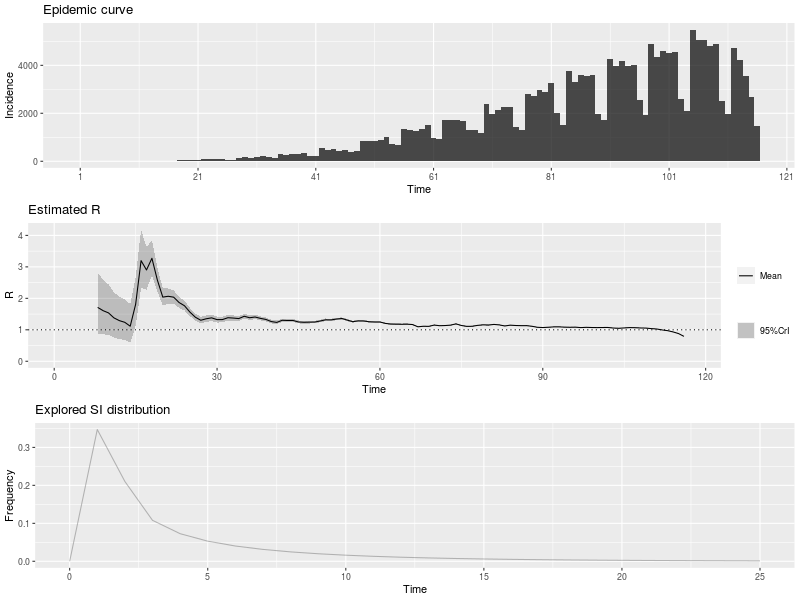 Epidemic curve
Incidence
4000
2000
0
1 21 41 61 81 101 121
Time
Estimated R
R
4
3
2
1
0
0 30 60 90 120
Time
Mean
95%CrI
Explored SI distribution
Frequency
0.3
0.2
0.1
0.0
0 5 10 15 20 25
Time